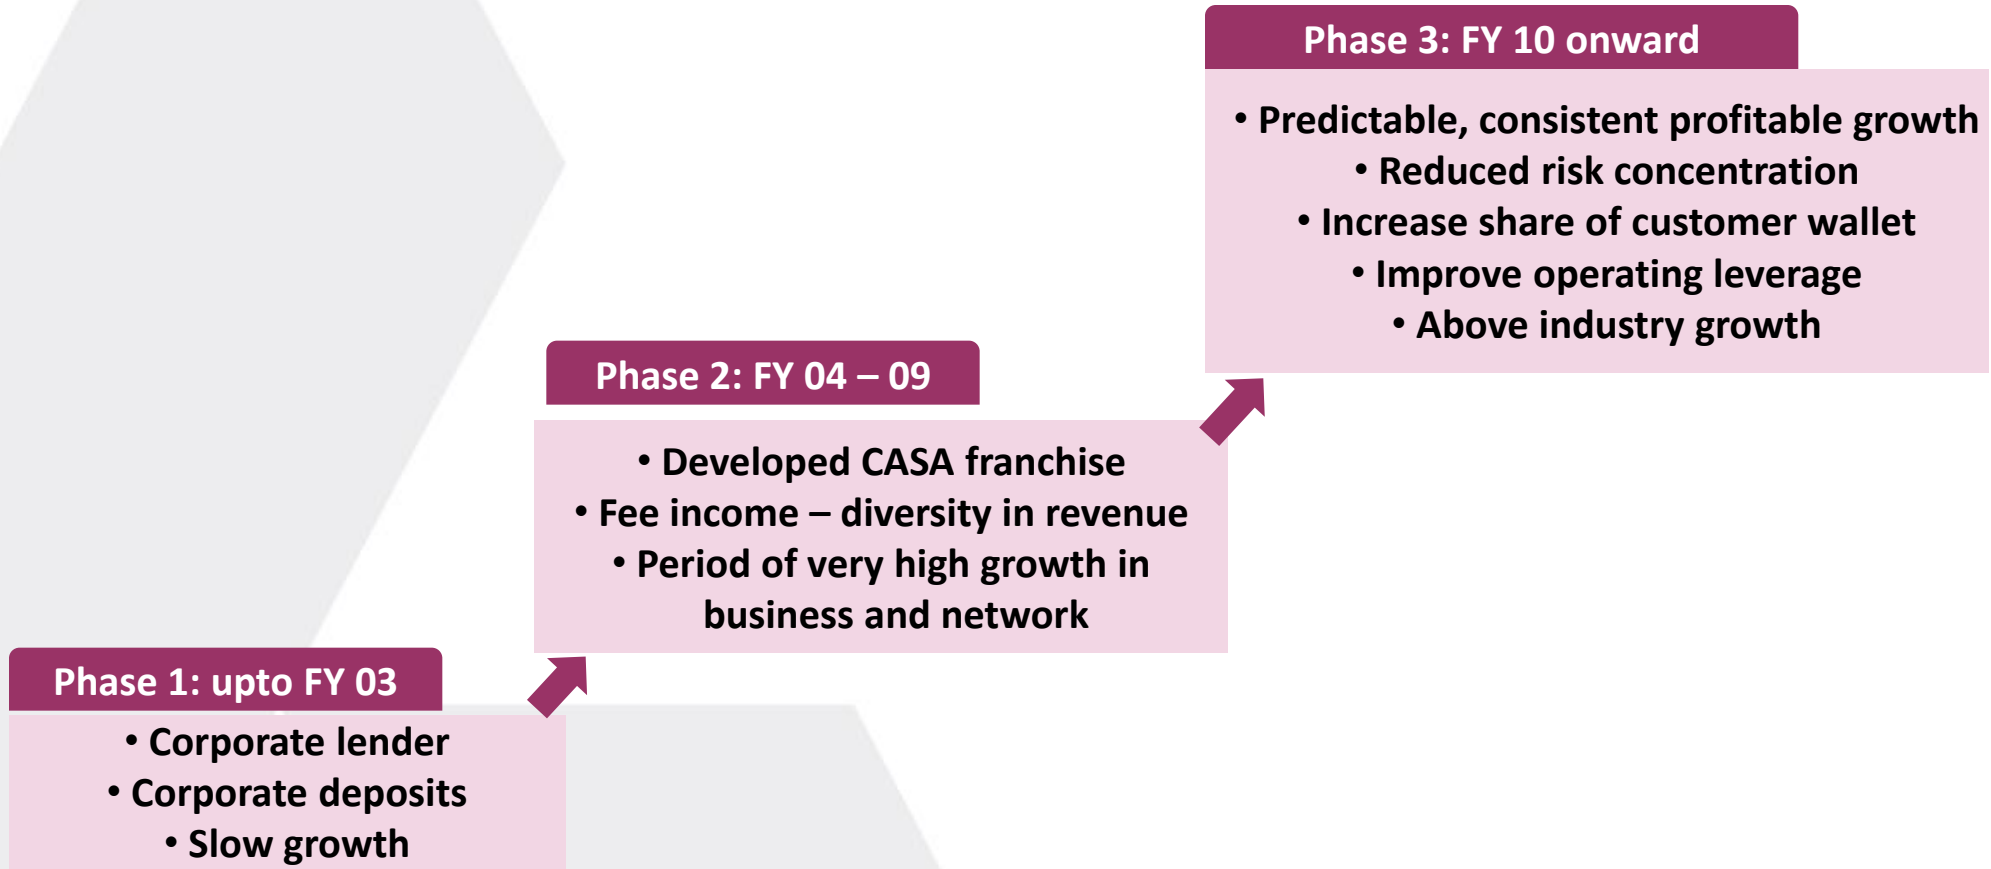 Phase 3: FY 10 onward
• Predictable, consistent profitable growth
• Reduced risk concentration
• Increase share of customer wallet
• Improve operating leverage
• Above industry growth
Phase 2: FY 04 – 09
• Developed CASA franchise
• Fee income – diversity in revenue
• Period of very high growth in
business and network
Phase 1: upto FY 03
• Corporate lender
• Corporate deposits
• Slow growth